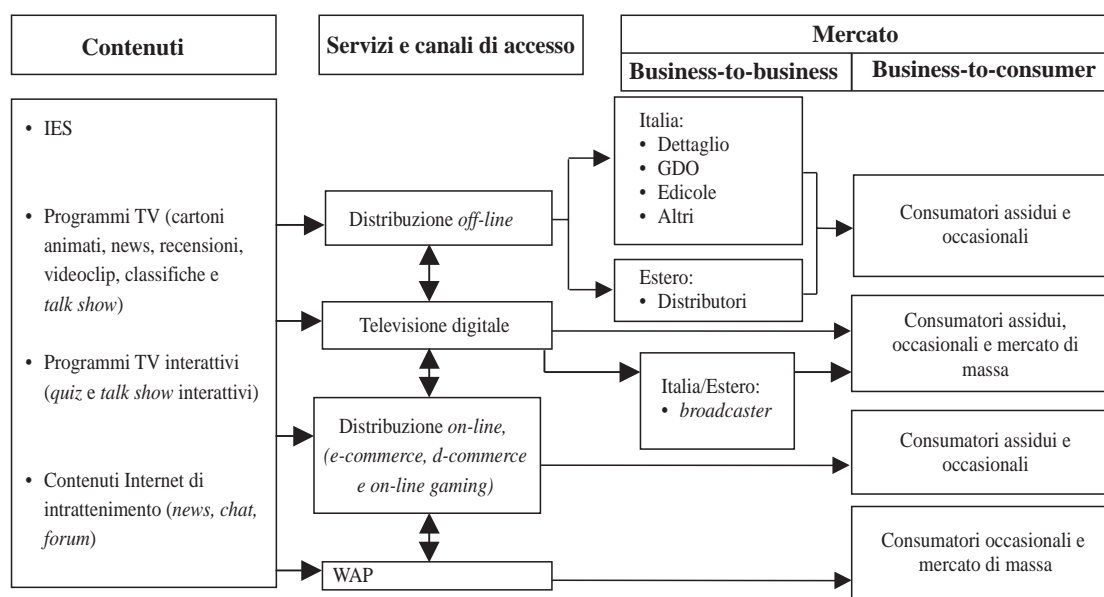 Contenuti
Servizi e canali di accesso
Mercato
Business-to-business
Business-to-consumer
• IES
• Programmi TV (cartoni
animati, news, recensioni,
videoclip, classifiche e
talk show)
• Programmi TV interattivi
(quiz e talk show interattivi)
• Contenuti Internet di
intrattenimento (news, chat,
forum)
Distribuzione off-line
Televisione digitale
Distribuzione on-line,
(e-commerce, d-commerce
e on-line gaming)
WAP
Italia:
• Dettaglio
• GDO
• Edicole
• Altri
Estero:
• Distributori
Italia/Estero:
• broadcaster
Consumatori assidui e
occasionali
Consumatori assidui,
occasionali e mercato di
massa
Consumatori assidui e
occasionali
Consumatori occasionali e
mercato di massa